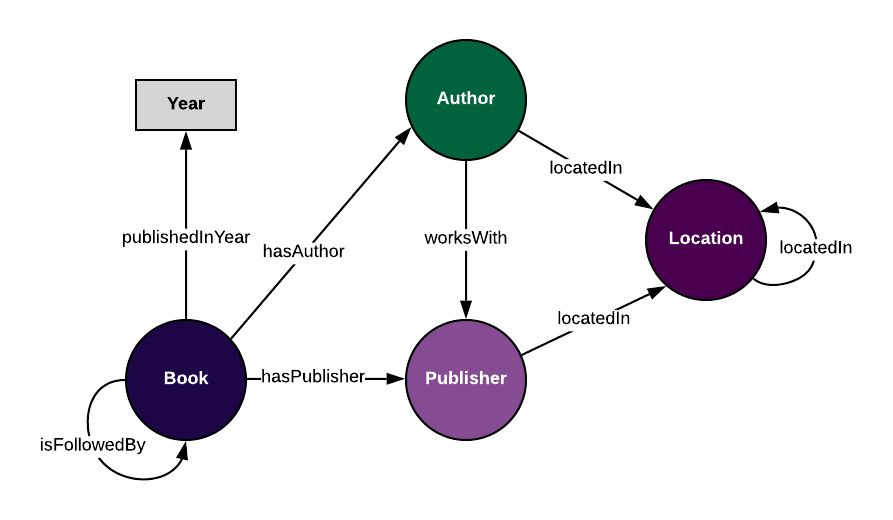 Author
Year
locatedIn
publishedInYear
hasAuthor
worksWith
Location
locatedIn
locatedIn
Book
hasPublisher
Publisher
isFollowedBy